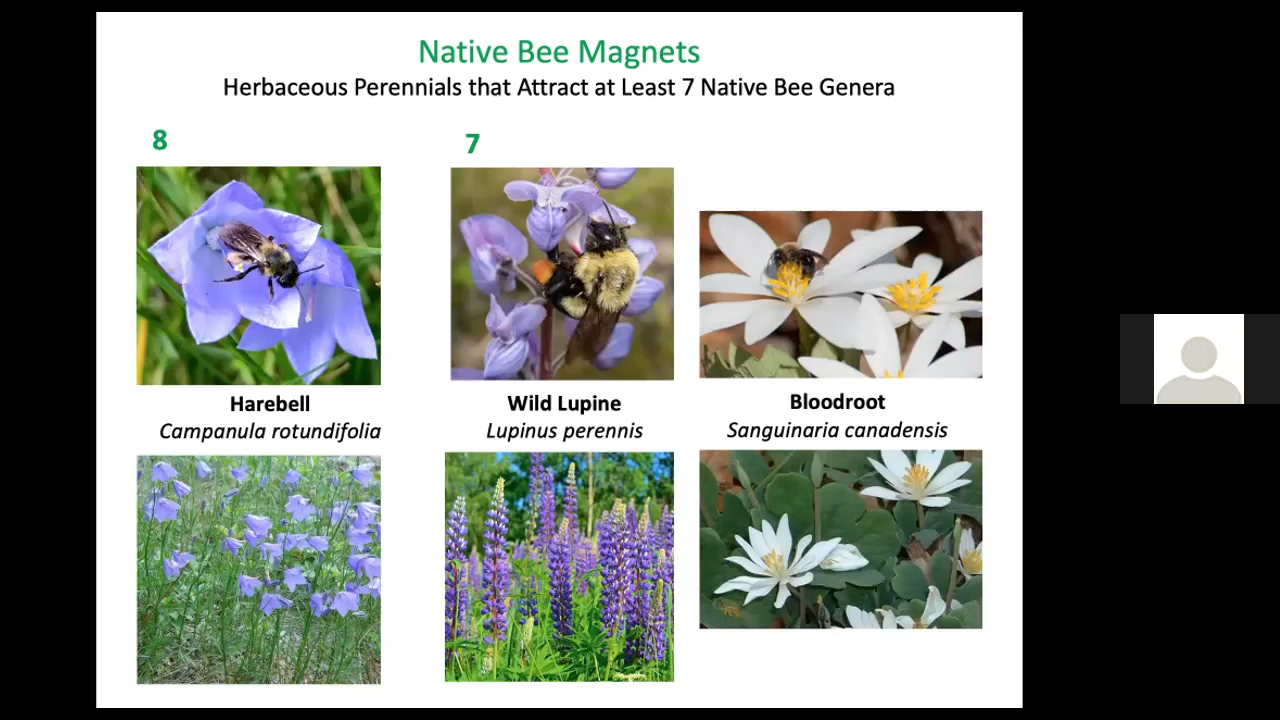 Native Bee Magnets
Herbaceous Perennials that Attract at Least 7 Native Bee Genera
8
7
Harebell
Campanula rotundifolia
Wild Lupine
Lupinus perennis
Bloodroot
Sanguinaria canadensis